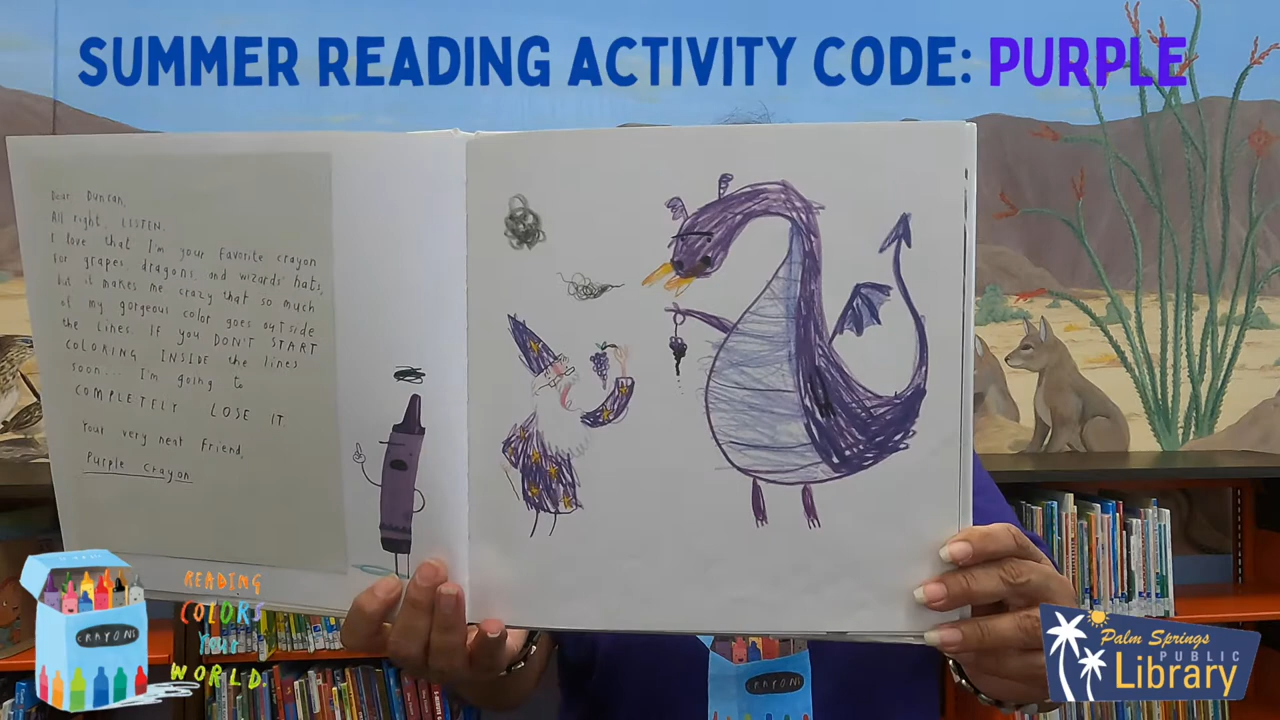 SUMMER READING ACTIVITY CODE: PURPLE
Dear Duncan,
All right, LISTEN.
I love that I'm your favorite crayon
for grapes, dragons, and wizards' hats,
but it makes me crazy that so much
of my gorgeous color goes outside
the lines. If you DON'T START
COLORING INSIDE the lines
soon... I'm going to
COMPLETELY LOSE IT.
Your very neat friend,
Purple Crayon
CRAYONS
READING
COLORS
Your
WORLD
CRAYONS
Palm Springs
PUBLIC
Library